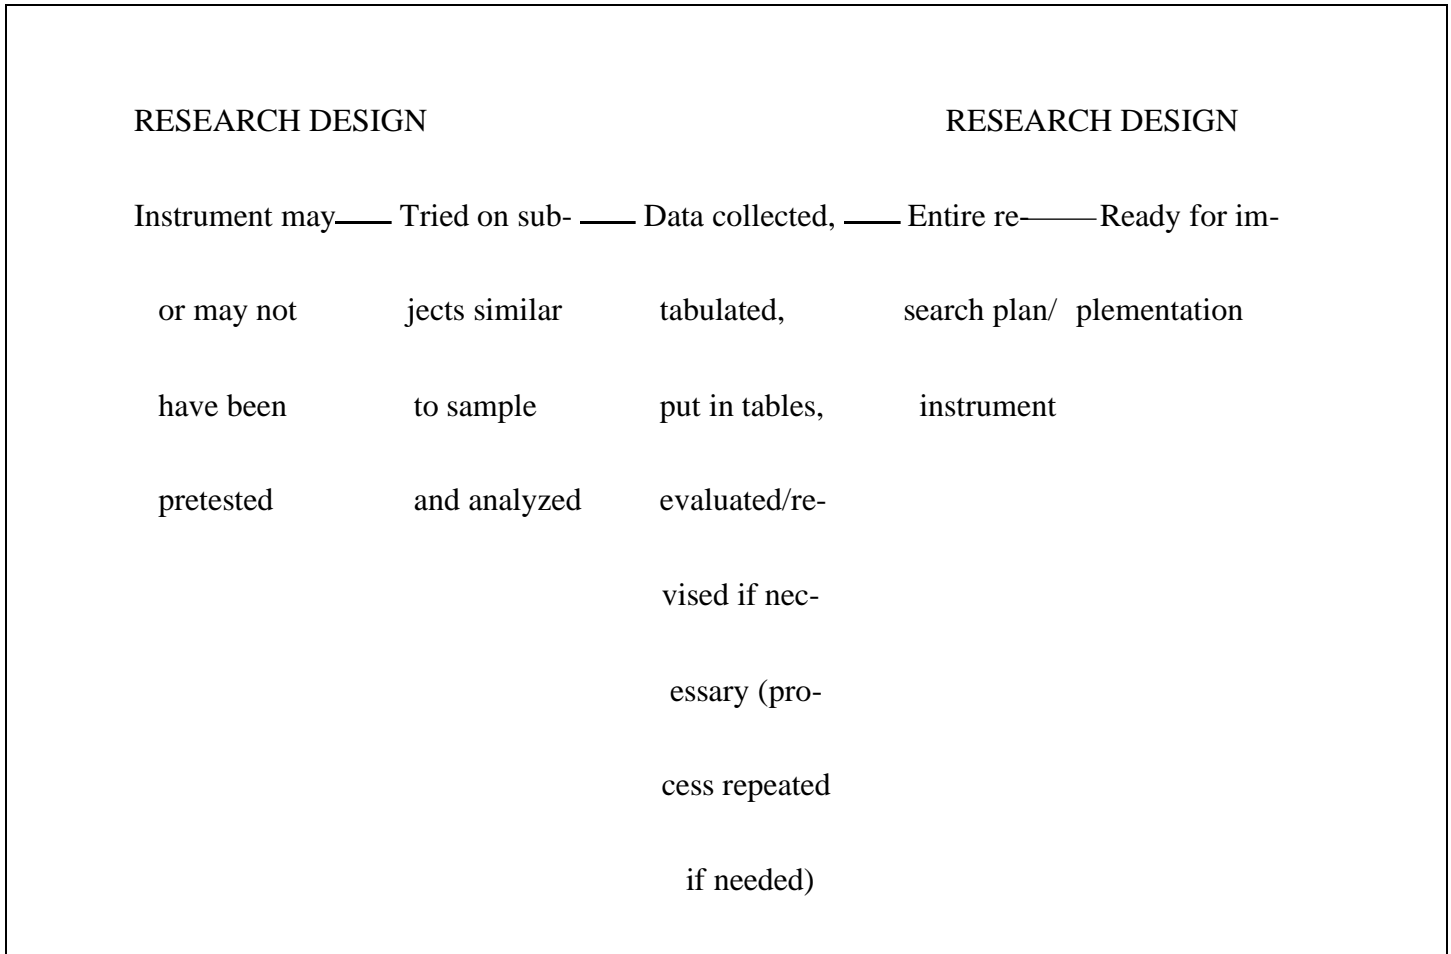 RESEARCH DESIGN RESEARCH DESIGN
Instrument may Tried on sub- Data collected, Entire re- Ready for im-
or may not jects similar tabulated, search plan/ plementation
have been to sample put in tables, instrument
pretested and analyzed evaluated/re-
vised if nec-
essary (pro-
cess repeated
if needed)